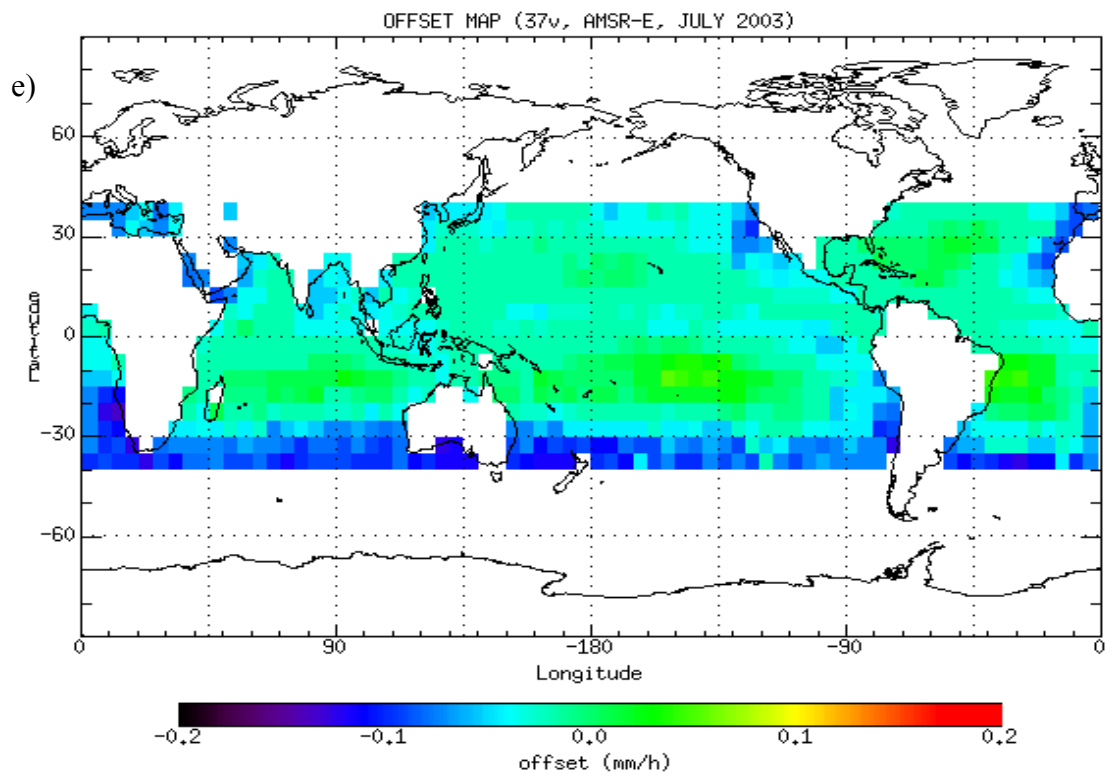 OFFSET MAP (37v, AMSR-E, JULY 2003)
e)
60
30
0
-30
-60
Latitude
0 90 -180 -90 0
Longitude
-0.2 -0.1 0.0 0.1 0.2
offset (mm/h)